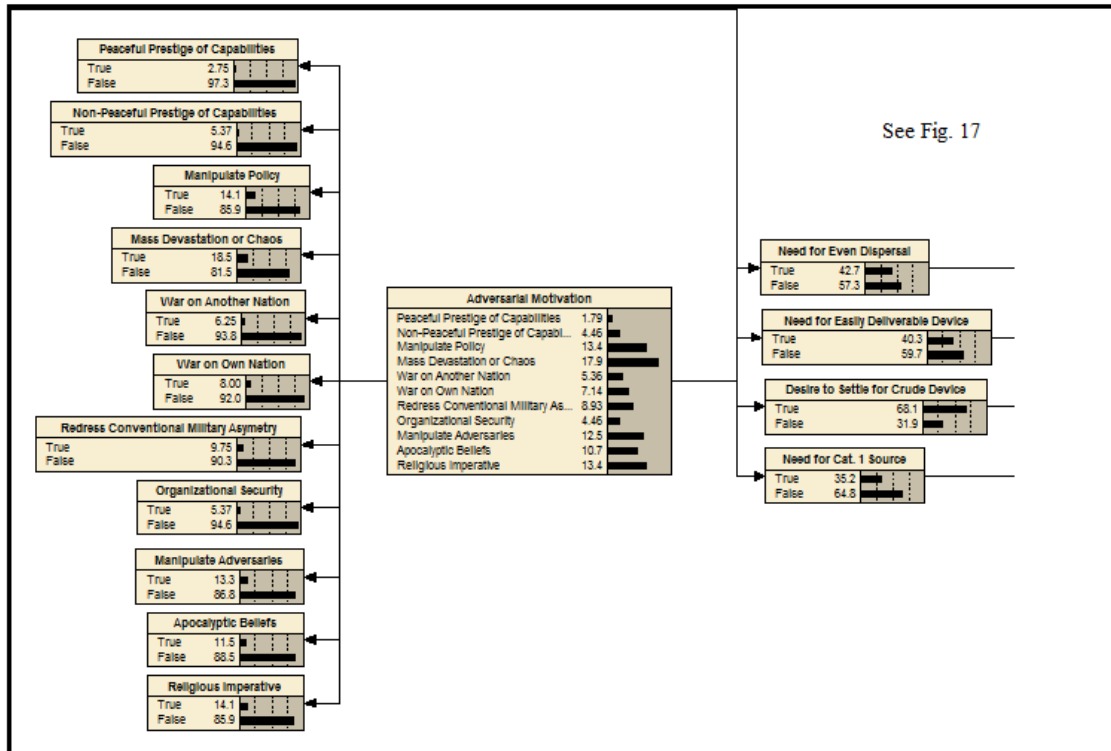 Peaceful Prestige of Capabilities
True 2.75
False 97.3
Non-Peaceful Prestige of Capabilities
True 5.37
False 94.6
Manipulate Policy
True 14.1
False 85.9
Mass Devastation or Chaos
True 18.5
False 81.5
War on Another Nation
True 6.25
False 93.8
War on Own Nation
True 8.00
False 92.0
Redress Conventional Military Asymetry
True 9.75
False 90.3
Organizational Security
True 5.37
False 94.6
Manipulate Adversaries
True 13.3
False 86.8
Apocalyptic Beliefs
True 11.5
False 88.5
Religious Imperative
True 14.1
False 85.9
Adversarial Motivation
Peaceful Prestige of Capabilities 1.79
Non-Peaceful Prestige of Capabi... 4.46
Manipulate Policy 13.4
Mass Devastation or Chaos 17.9
War on Another Nation 5.36
War on Own Nation 7.14
Redress Conventional Military As... 8.93
Organizational Security 4.46
Manipulate Adversaries 12.5
Apocalyptic Beliefs 10.7
Religious Imperative 13.4
See Fig. 17
Need for Even Dispersal
True 42.7
False 57.3
Need for Easily Deliverable Device
True 40.3
False 59.7
Desire to Settle for Crude Device
True 68.1
False 31.9
Need for Cat. 1 Source
True 35.2
False 64.8